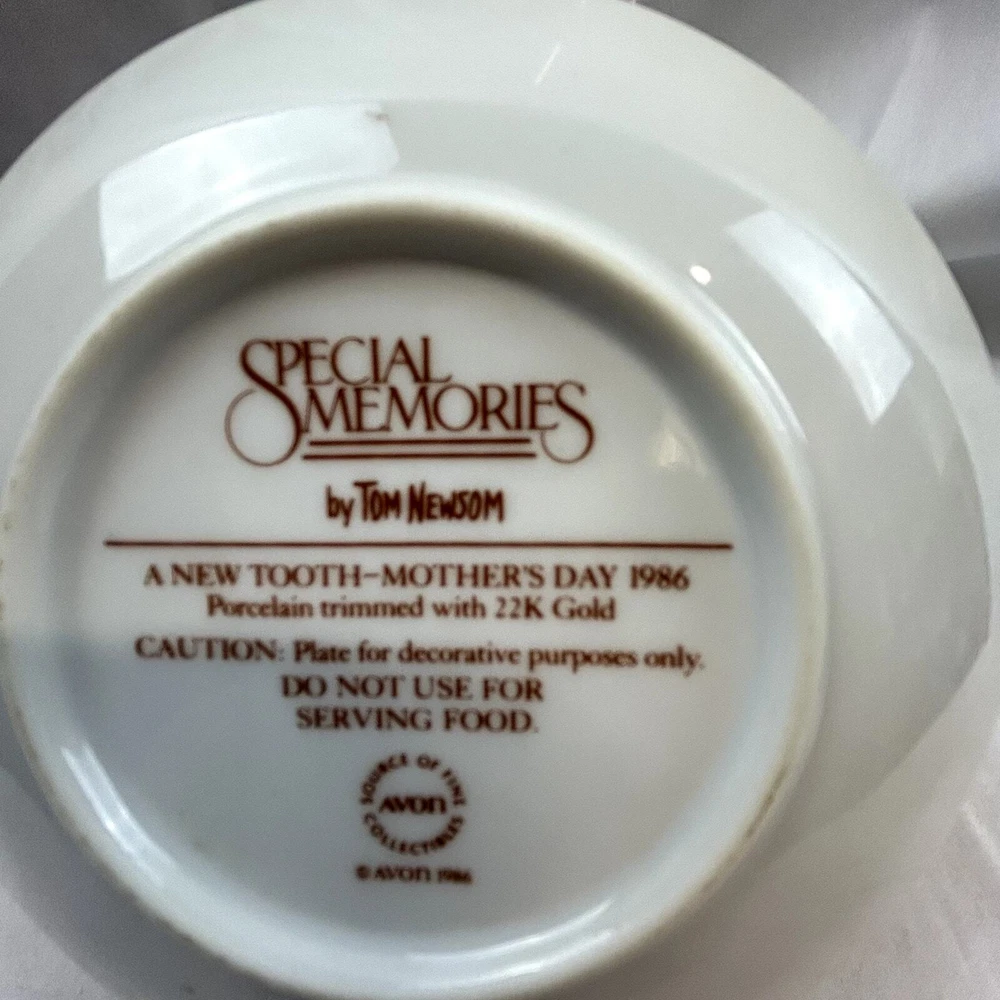 SPECIAL
MEMORIES
by TOM NEWSOM
A NEW TOOTH–MOTHER'S DAY 1986
Porcelain trimmed with 22K Gold
CAUTION: Plate for decorative purposes only.
DO NOT USE FOR
SERVING FOOD.
SOURCE OF FINE
AVON
COLLECTIBLES
© AVON 1986